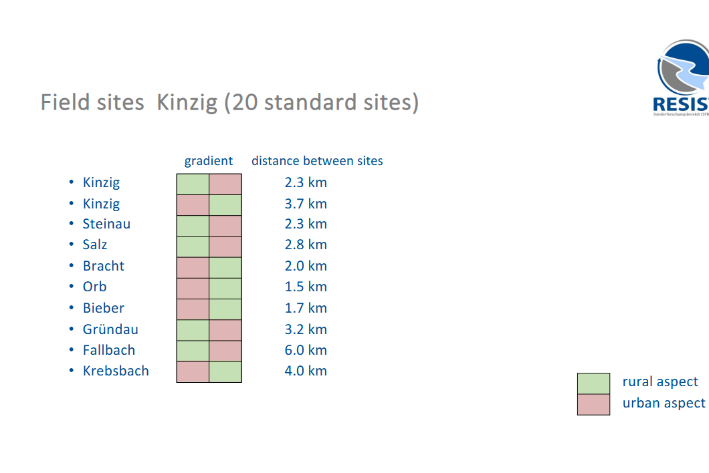 RESIS
Field sites Kinzig (20 standard sites)
gradient distance between sites
• Kinzig 2.3 km
• Kinzig 3.7 km
• Steinau 2.3 km
• Salz 2.8 km
• Bracht 2.0 km
• Orb 1.5 km
• Bieber 1.7 km
• Gründau 3.2 km
• Fallbach 6.0 km
• Krebsbach 4.0 km
rural aspect
urban aspect